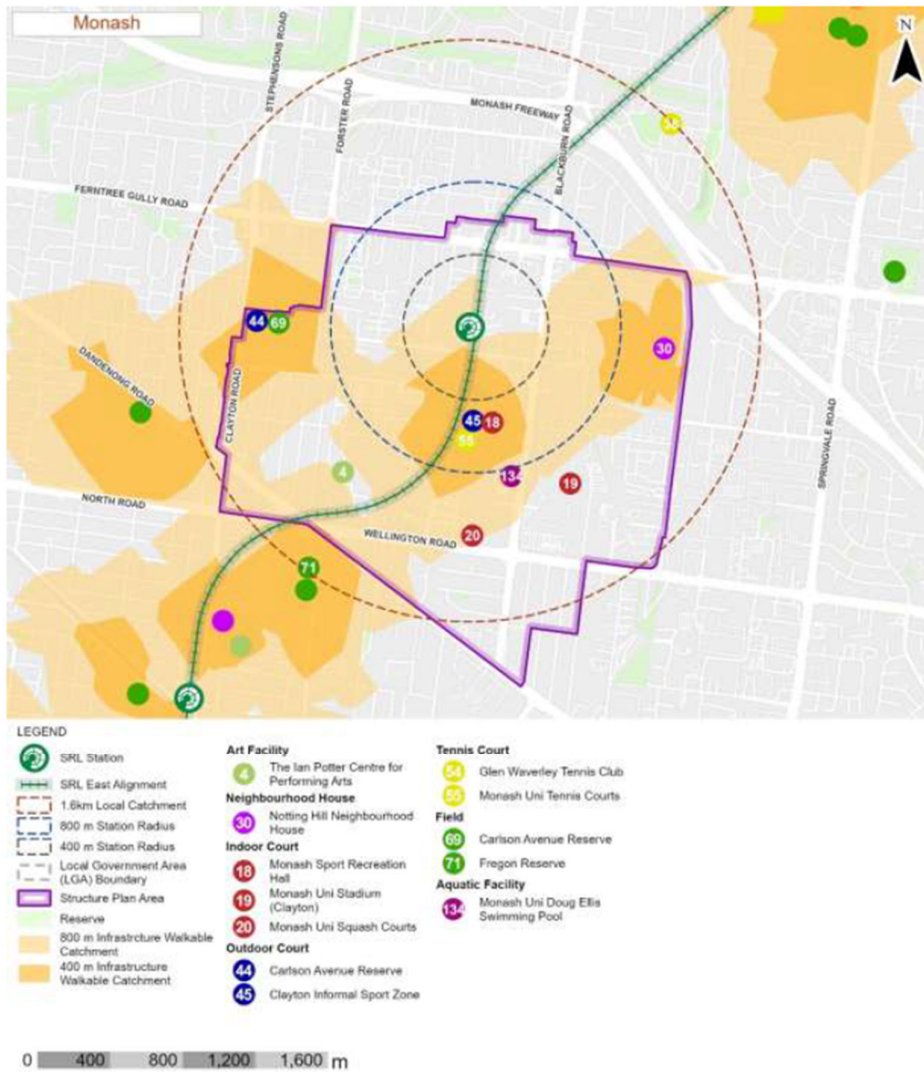 Monash
N
STEPHENSONS ROAD
FORSTER ROAD
MONASH FREEWAY
BLACKBURN ROAD
54
FERNTREE GULLY ROAD
44
69
30
DANDENONG ROAD
CLAYTON ROAD
SPRINGVALE ROAD
45
18
55
4
134
19
NORTH ROAD
WELLINGTON ROAD
20
71
LEGEND
SRL Station
SRL East Alignment
1.6km Local Catchment
800 m Station Radius
400 m Station Radius
Local Government Area
(LGA) Boundary
Structure Plan Area
Reserve
800 m Infrastrcture Walkable
Catchment
400 m Infrastructure
Walkable Catchment
Art Facility
4 The Ian Potter Centre for
Performing Arts
Neighbourhood House
30 Notting Hill Neighbourhood
House
Indoor Court
18 Monash Sport Recreation
Hall
19 Monash Uni Stadium
(Clayton)
20 Monash Uni Squash Courts
Outdoor Court
44 Carlson Avenue Reserve
45 Clayton Informal Sport Zone
Tennis Court
54 Glen Waverley Tennis Club
55 Monash Uni Tennis Courts
Field
69 Carlson Avenue Reserve
71 Fregon Reserve
Aquatic Facility
134 Monash Uni Doug Ellis
Swimming Pool
0 400 800 1,200 1,600 m